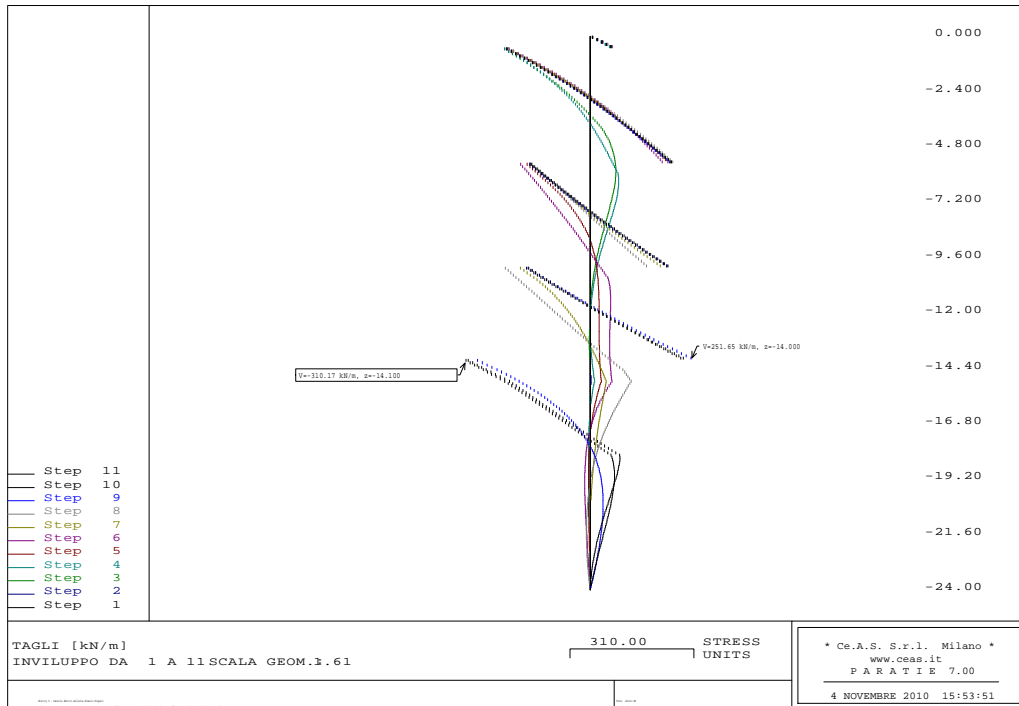 0.000
-2.400
-4.800
-7.200
-9.600
-12.00
-14.40
-16.80
-19.20
-21.60
-24.00
V=251.65 kN/m, z=-14.000
V=-310.17 kN/m, z=-14.100
Step 11
Step 10
Step 9
Step 8
Step 7
Step 6
Step 5
Step 4
Step 3
Step 2
Step 1
TAGLI [kN/m]
INVILUPPO DA 1 A 11 SCALA GEOM.1.61
310.00 STRESS
UNITS
* Ce.A.S. S.r.l. Milano *
www.ceas.it
P A R A T I E 7.00
4 NOVEMBRE 2010 15:53:51